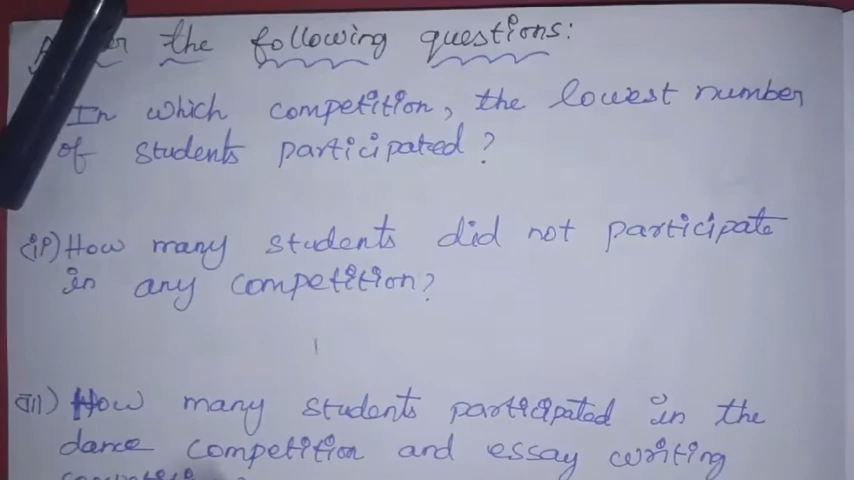 the following questions:
In which competition, the lowest number
of students participated?
(ii) How many students did not participate
in any competition?
(iii) How many students participated in the
dance competition and essay writing